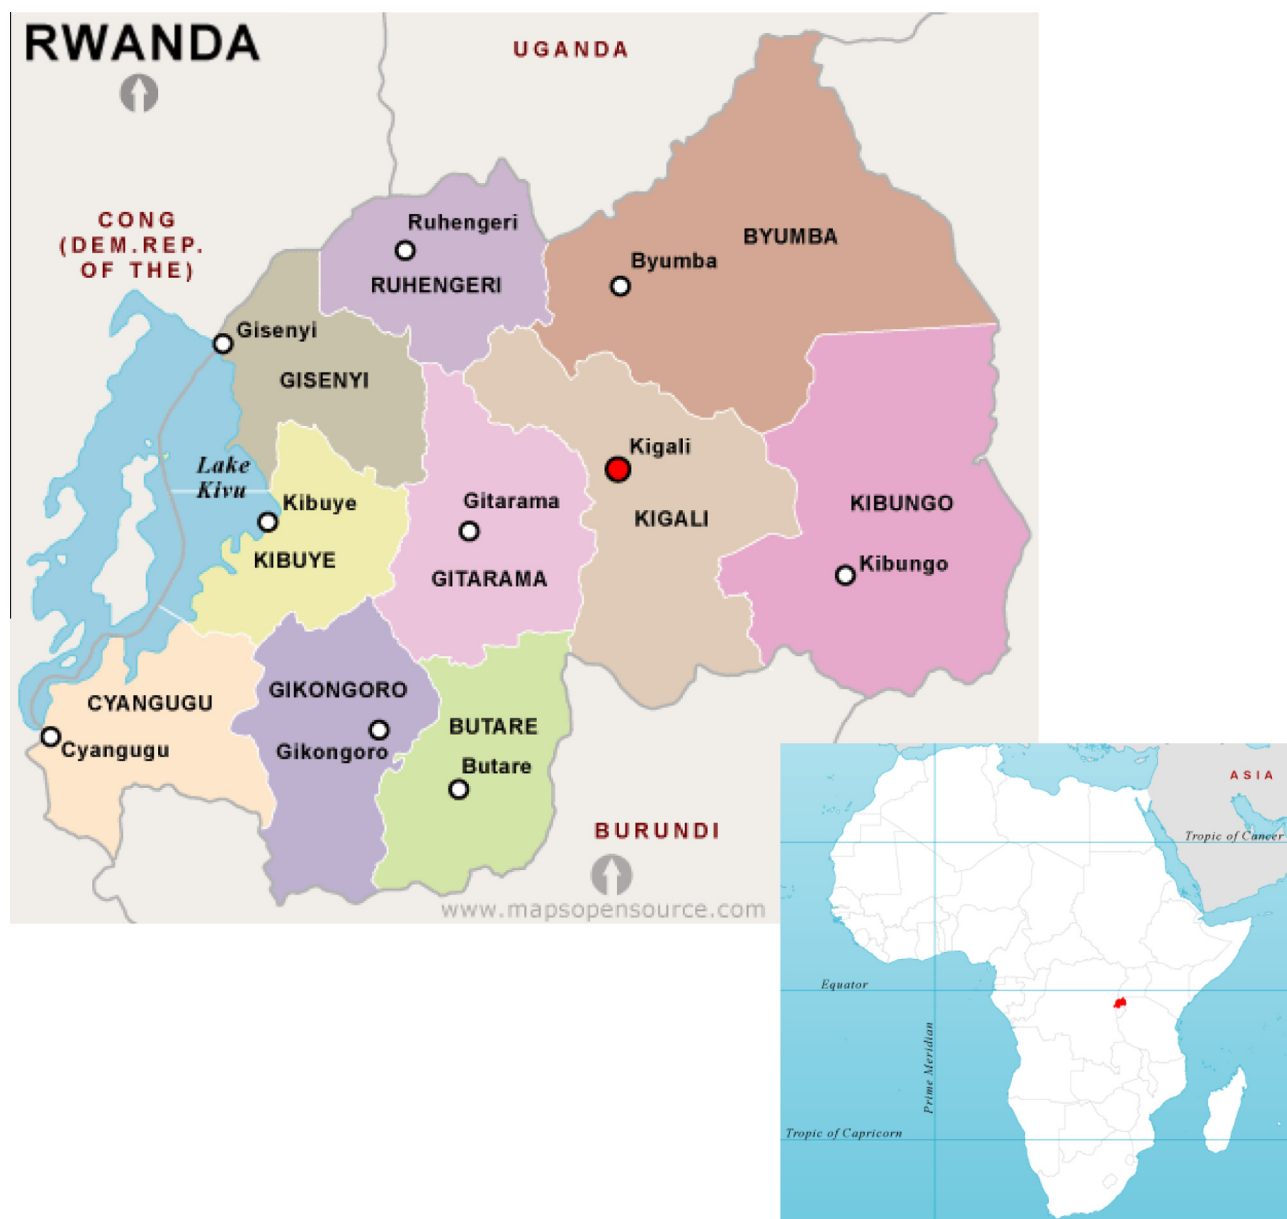 RWANDA
UGANDA
CONG
(DEM.REP.
OF THE)
Ruhengeri
RUHENGERI
BYUMBA
Byumba
Gisenyi
GISENYI
Kigali
KIGALI
Lake
Kivu
Kibuye
KIBUYE
Gitarama
GITARAMA
KIBUNGO
Kibungo
CYANGUGU
Cyangugu
GIKONGORO
Gikongoro
BUTARE
Butare
BURUNDI
www.mapsopensource.com
ASIA
Tropic of Cancer
Equator
Prime Meridian
Tropic of Capricorn